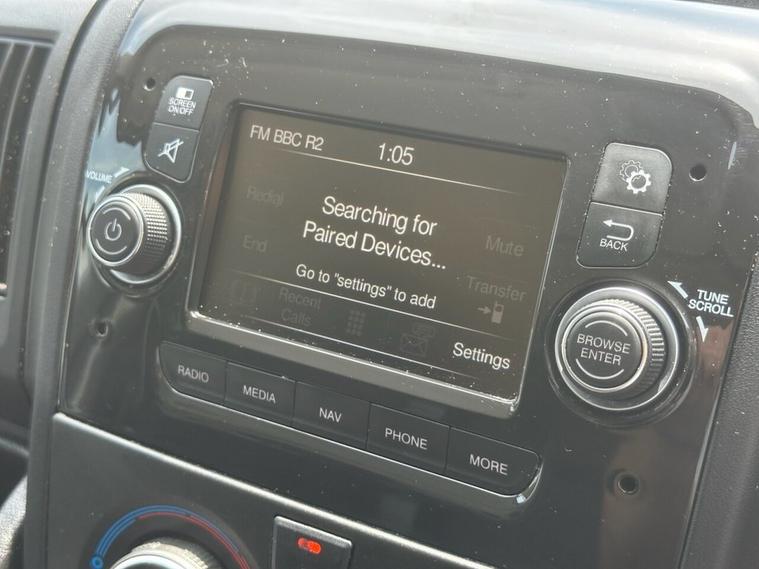 SCREEN
ON/OFF
VOLUME
FM BBC R2
1:05
Redial
Searching for
Paired Devices...
End
Mute
Go to "settings" to add
Transfer
Recent
Calls
Settings
BACK
TUNE
SCROLL
BROWSE
ENTER
RADIO
MEDIA
NAV
PHONE
MORE